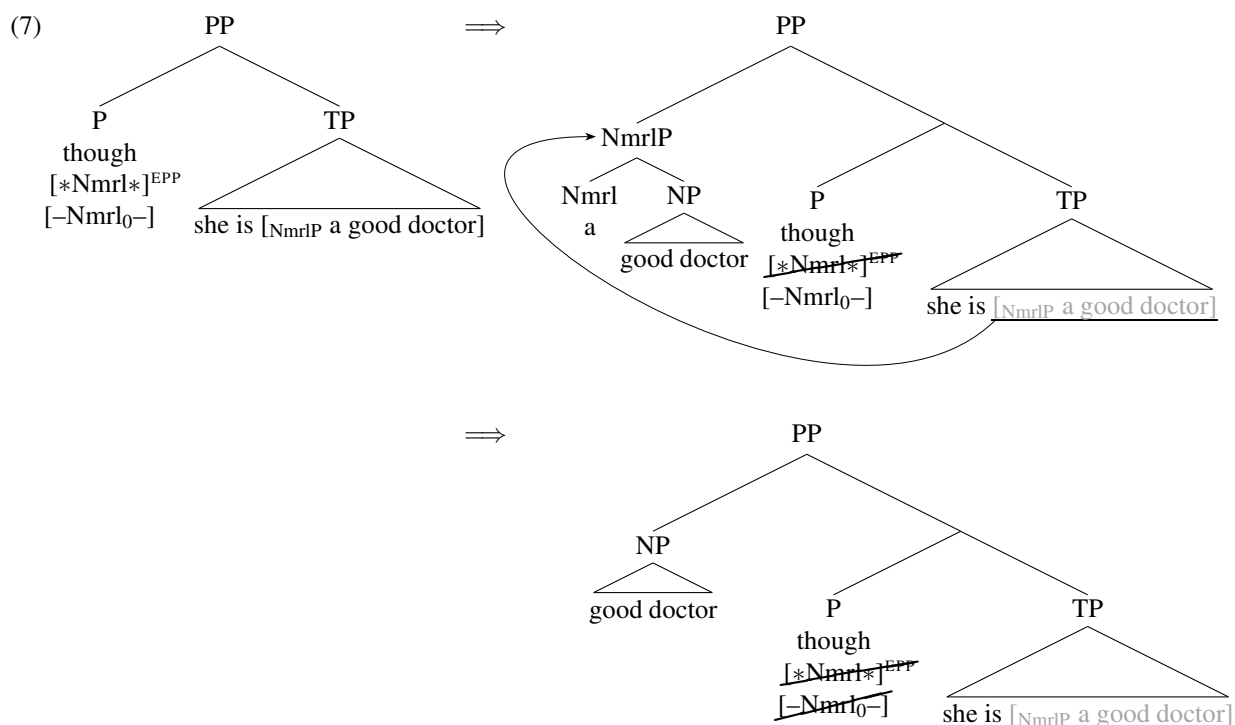 (7) PP ⟹ PP
P TP NmrlP
though Nmrl NP P TP
[∗Nmrl∗]ᴱᴾᴾ a though
[–Nmrl₀–] she is [NmrlP a good doctor] good doctor [∗Nmrl∗]ᴱᴾᴾ
[–Nmrl₀–] she is [NmrlP a good doctor]
⟹ PP
NP
good doctor P TP
though
[∗Nmrl∗]ᴱᴾᴾ
[–Nmrl₀–] she is [NmrlP a good doctor]